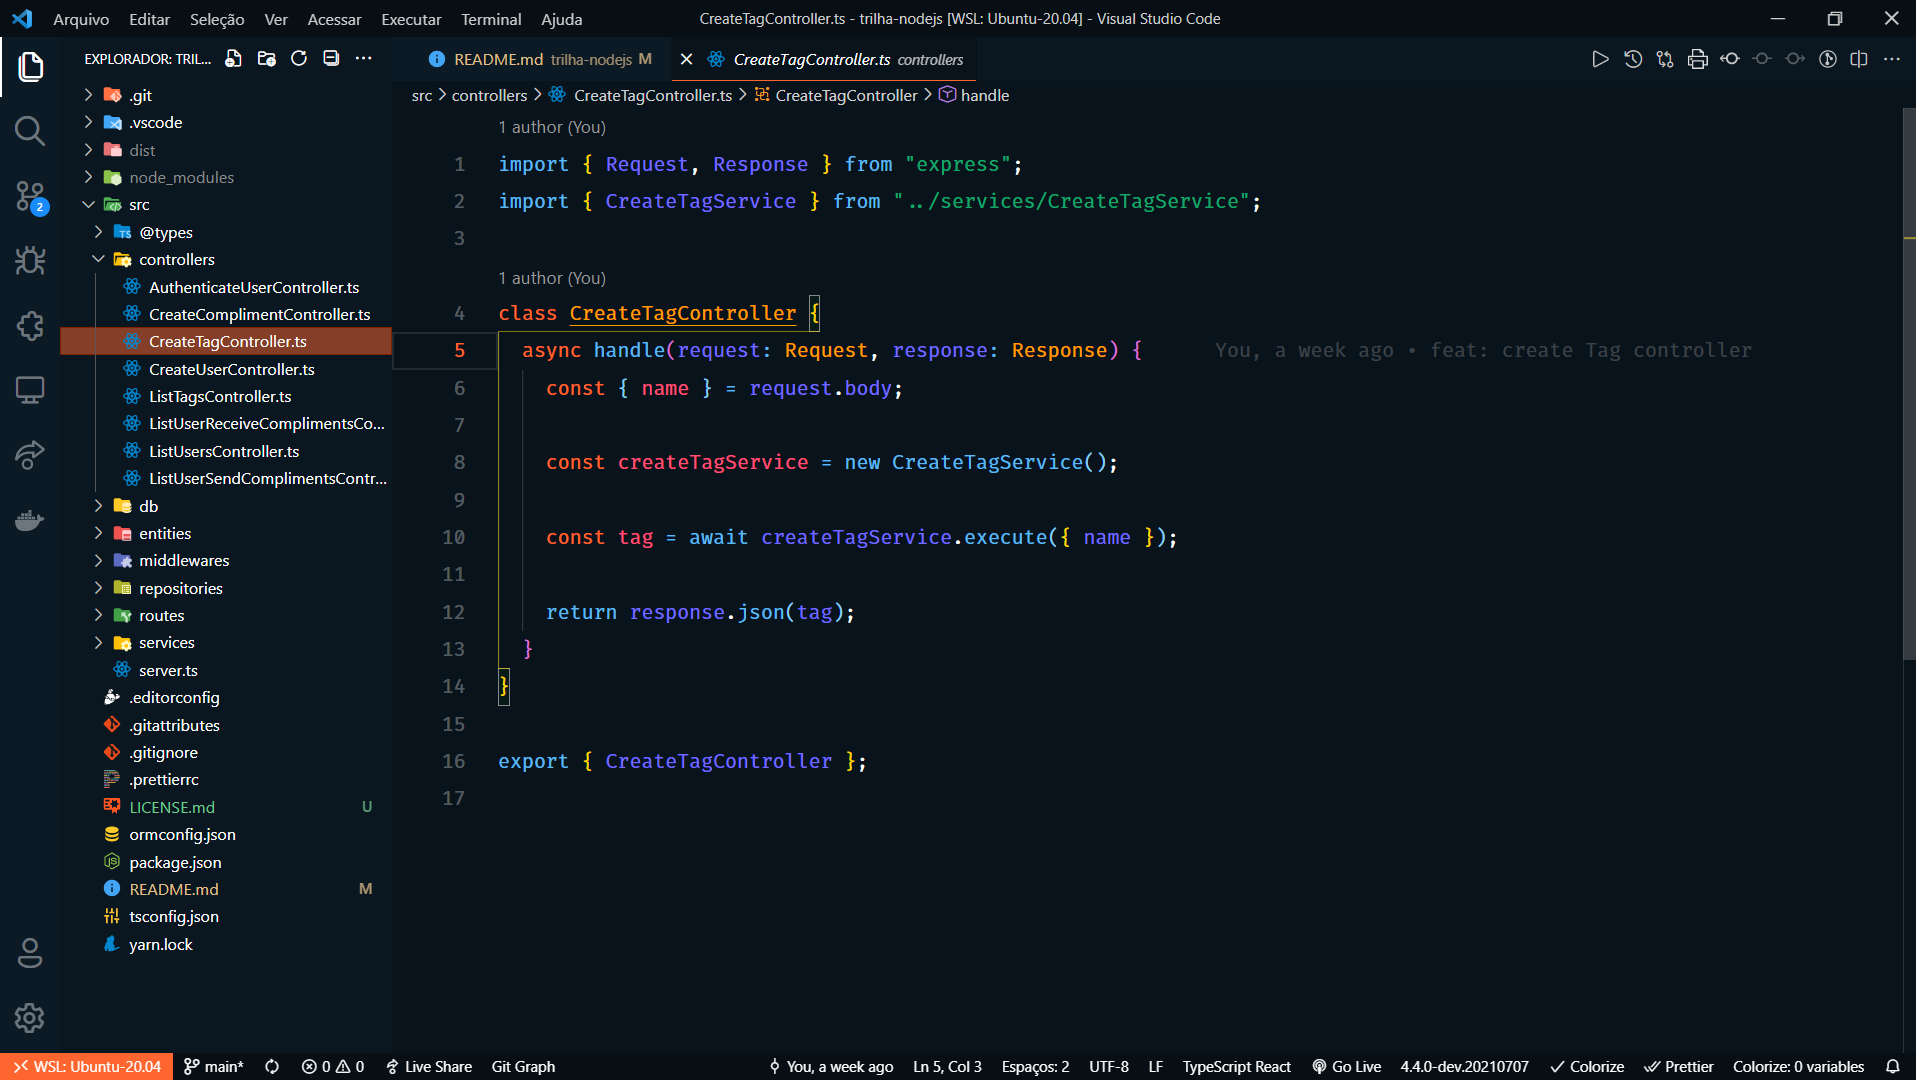 Arquivo Editar Seleção Ver Acessar Executar Terminal Ajuda
CreateTagController.ts - trilha-nodejs [WSL: Ubuntu-20.04] - Visual Studio Code
EXPLORADOR: TRIL...
README.md trilha-nodejs M
CreateTagController.ts controllers
src > controllers > CreateTagController.ts > CreateTagController > handle
.git
.vscode
dist
node_modules
src
@types
controllers
AuthenticateUserController.ts
CreateComplimentController.ts
CreateTagController.ts
CreateUserController.ts
ListTagsController.ts
ListUserReceiveComplimentsCo...
ListUsersController.ts
ListUserSendComplimentsContr...
db
entities
middlewares
repositories
routes
services
server.ts
.editorconfig
.gitattributes
.gitignore
.prettierrc
LICENSE.md U
ormconfig.json
package.json
README.md M
tsconfig.json
yarn.lock
2
1 author (You)
1 import { Request, Response } from "express";
2 import { CreateTagService } from "../services/CreateTagService";
3
1 author (You)
4 class CreateTagController {
5 async handle(request: Request, response: Response) { You, a week ago • feat: create Tag controller
6 const { name } = request.body;
7
8 const createTagService = new CreateTagService();
9
10 const tag = await createTagService.execute({ name });
11
12 return response.json(tag);
13 }
14 }
15
16 export { CreateTagController };
17
WSL: Ubuntu-20.04 main* 0 0 Live Share Git Graph You, a week ago Ln 5, Col 3 Espaços: 2 UTF-8 LF TypeScript React Go Live 4.4.0-dev.20210707 Colorize Prettier Colorize: 0 variables